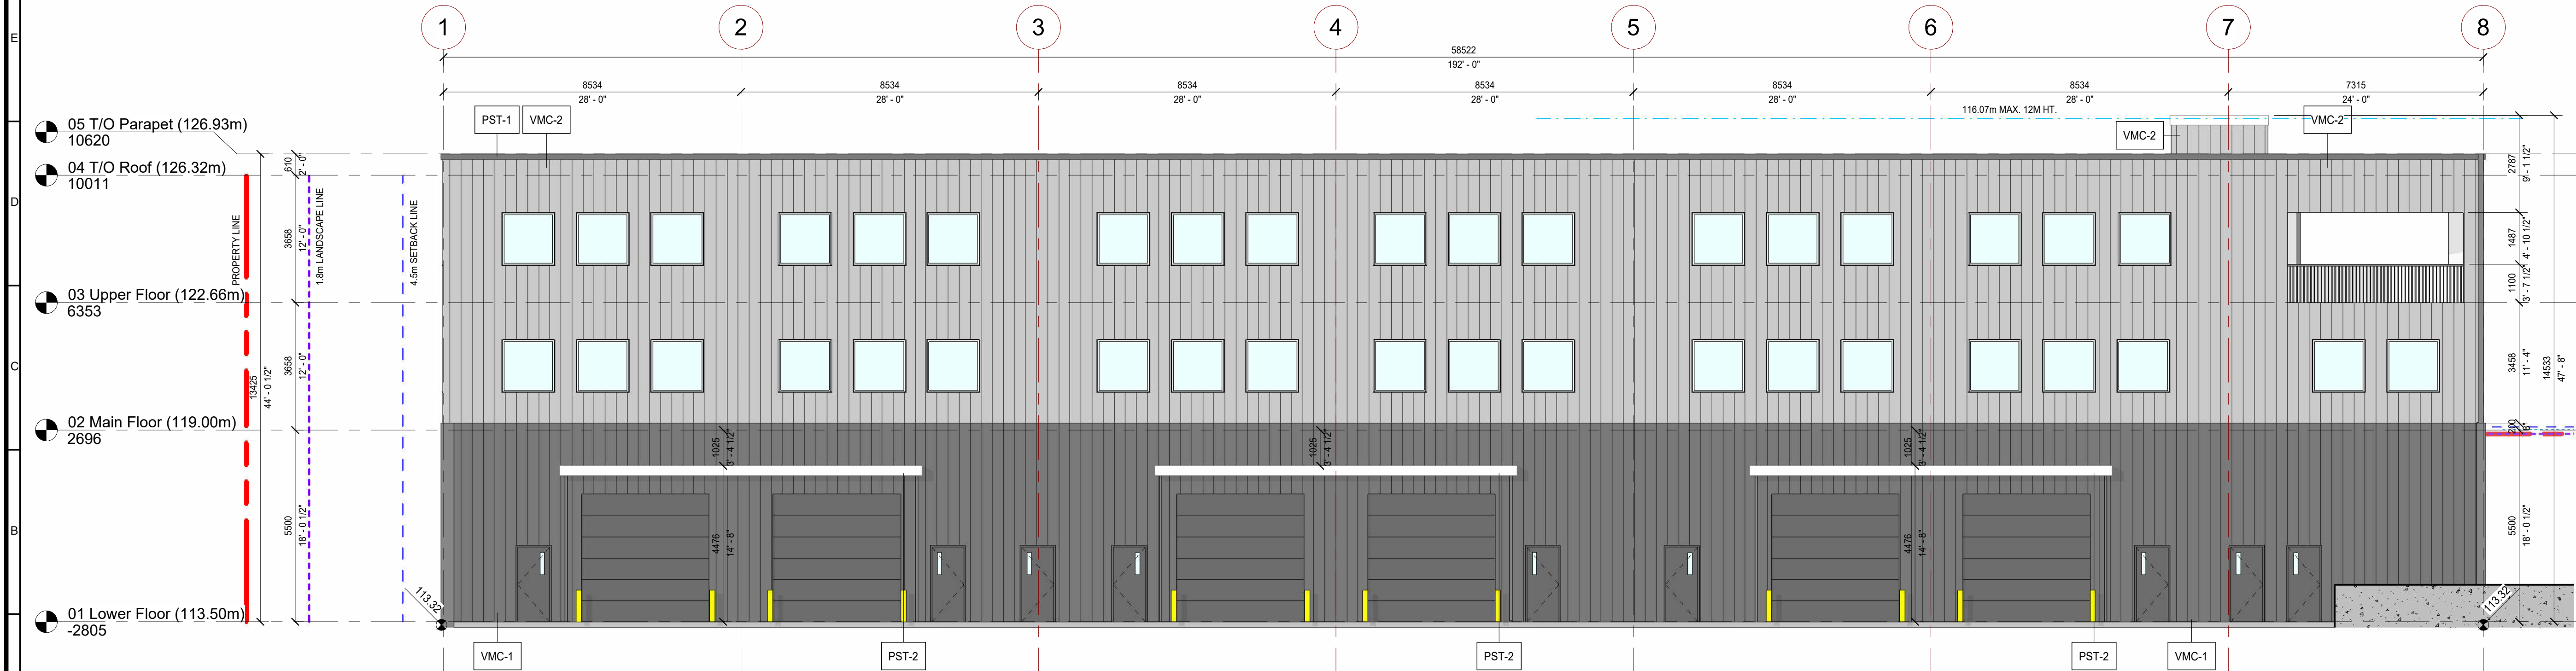 E
D
C
B
1
2
3
4
5
6
7
8
58522
192' - 0"
8534
28' - 0"
8534
28' - 0"
8534
28' - 0"
8534
28' - 0"
8534
28' - 0"
8534
28' - 0"
7315
24' - 0"
PST-1
VMC-2
116.07m MAX. 12M HT.
VMC-2
VMC-2
05 T/O Parapet (126.93m)
10620
04 T/O Roof (126.32m)
10011
03 Upper Floor (122.66m)
6353
02 Main Floor (119.00m)
2696
01 Lower Floor (113.50m)
-2805
PROPERTY LINE
1.8m LANDSCAPE LINE
4.5m SETBACK LINE
13425
44' - 0 1/2"
610
2' - 0"
3658
12' - 0"
3658
12' - 0"
5500
18' - 0 1/2"
113.32
1025
3' - 4 1/2"
4476
14' - 8"
1025
3' - 4 1/2"
1025
3' - 4 1/2"
4476
14' - 8"
2787
9' - 1 1/2"
1487
4' - 10 1/2"
1100
3' - 7 1/2"
3458
11' - 4"
200
5500
18' - 0 1/2"
14533
47' - 8"
113.32
VMC-1
PST-2
PST-2
PST-2
VMC-1